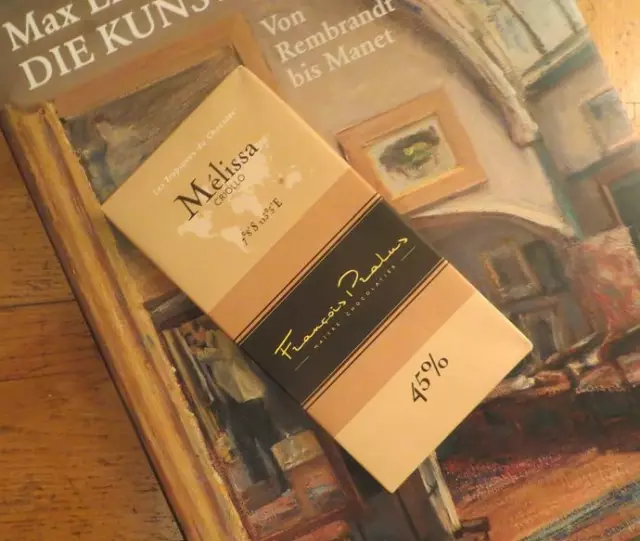 Max
DIE KUNS
Von
Rembrandt
bis Manet
Mélissa
CRIOLLO
François Pralus
MAÎTRE CHOCOLATIER
45%